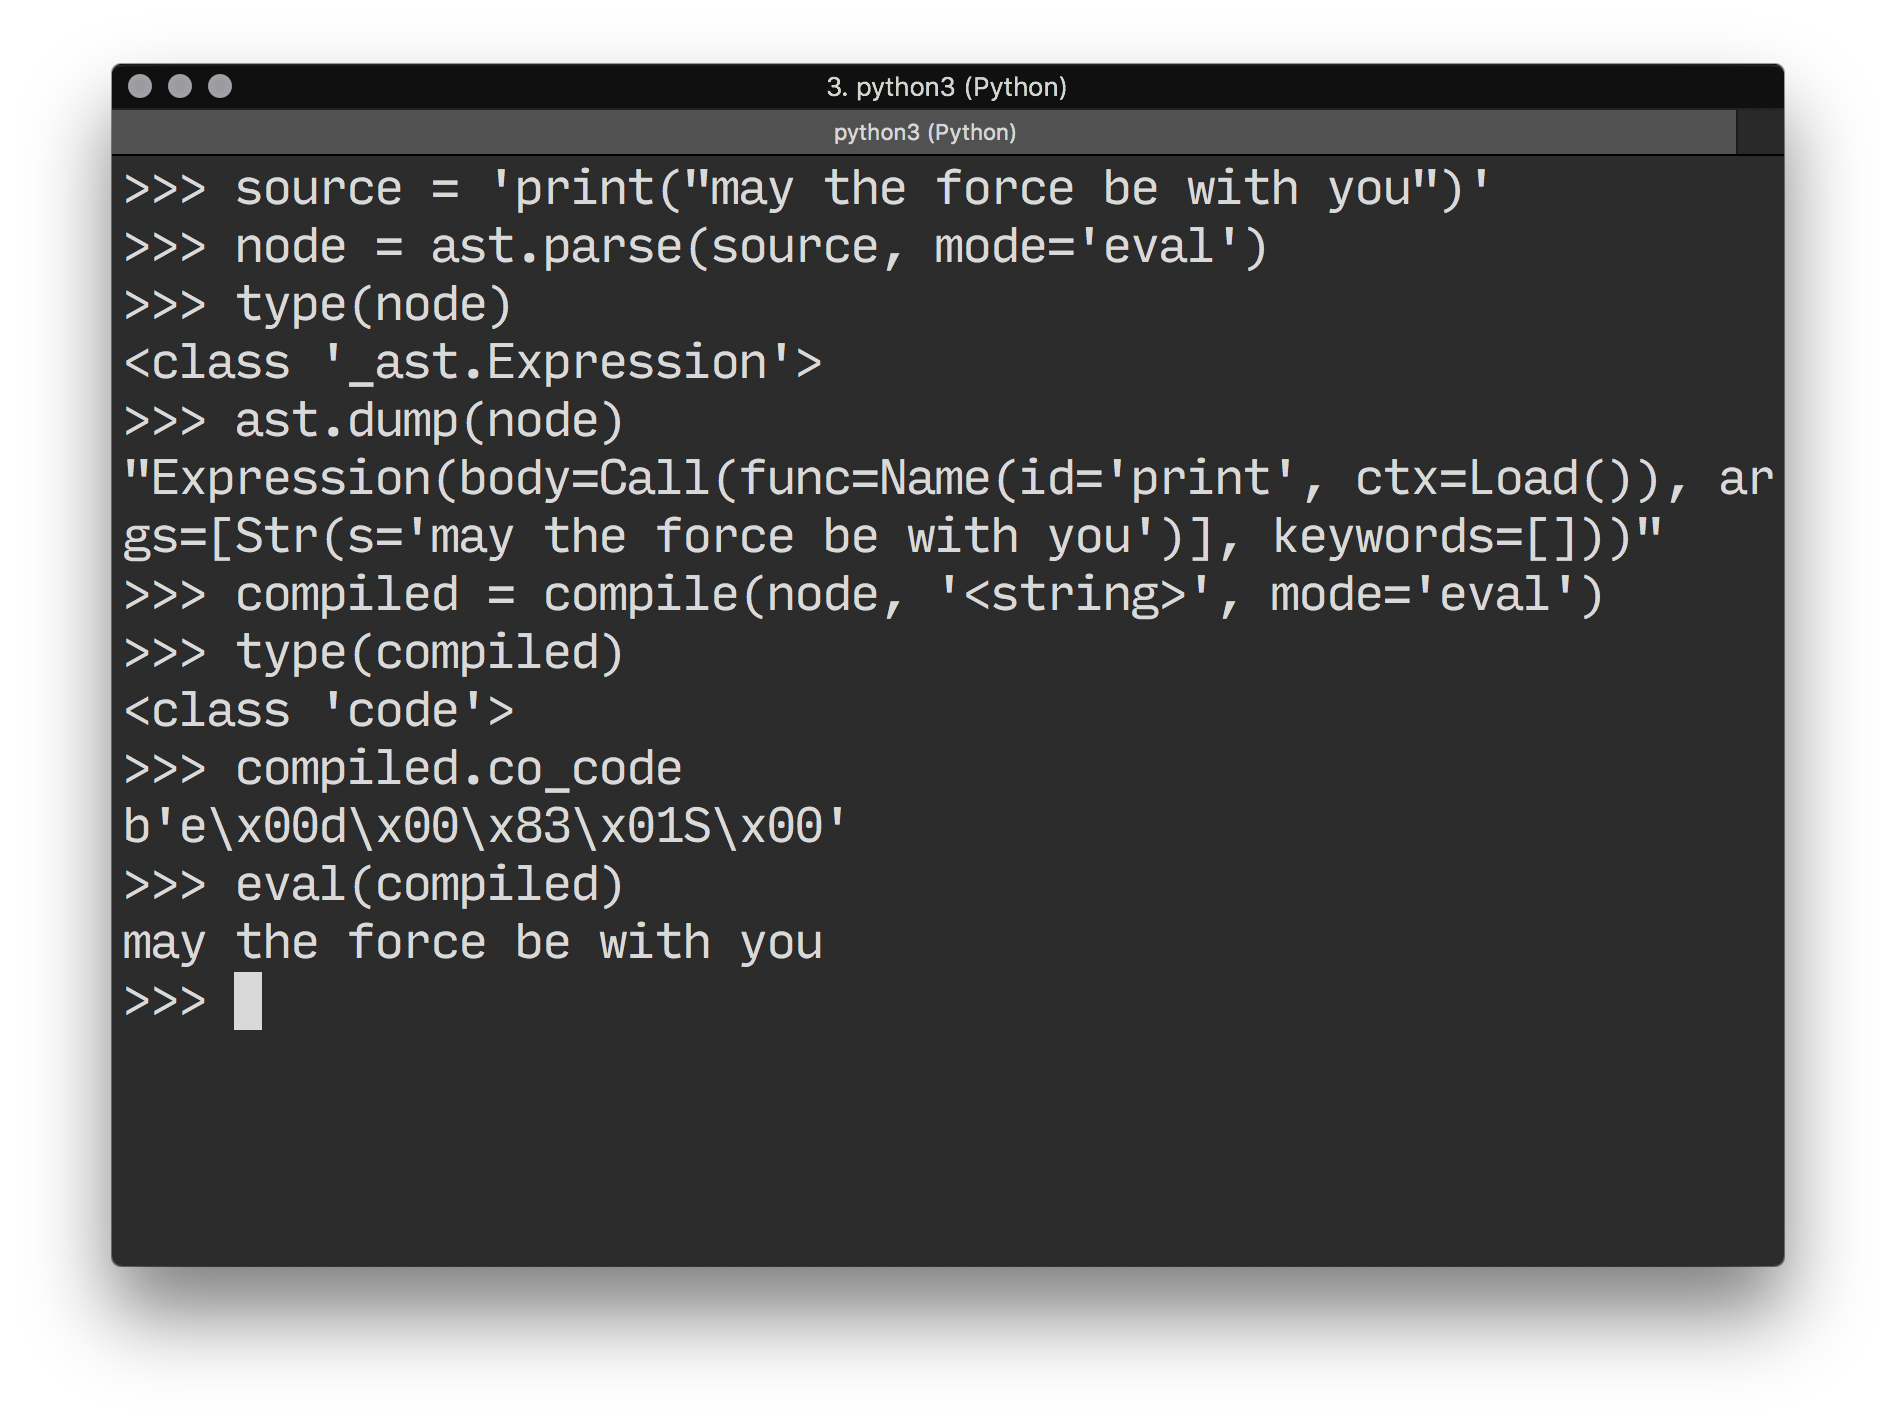 3. python3 (Python)
python3 (Python)
>>> source = 'print("may the force be with you")'
>>> node = ast.parse(source, mode='eval')
>>> type(node)
<class '_ast.Expression'>
>>> ast.dump(node)
"Expression(body=Call(func=Name(id='print', ctx=Load()), ar
gs=[Str(s='may the force be with you')], keywords=[]))"
>>> compiled = compile(node, '<string>', mode='eval')
>>> type(compiled)
<class 'code'>
>>> compiled.co_code
b'e\x00d\x00\x83\x01S\x00'
>>> eval(compiled)
may the force be with you
>>>